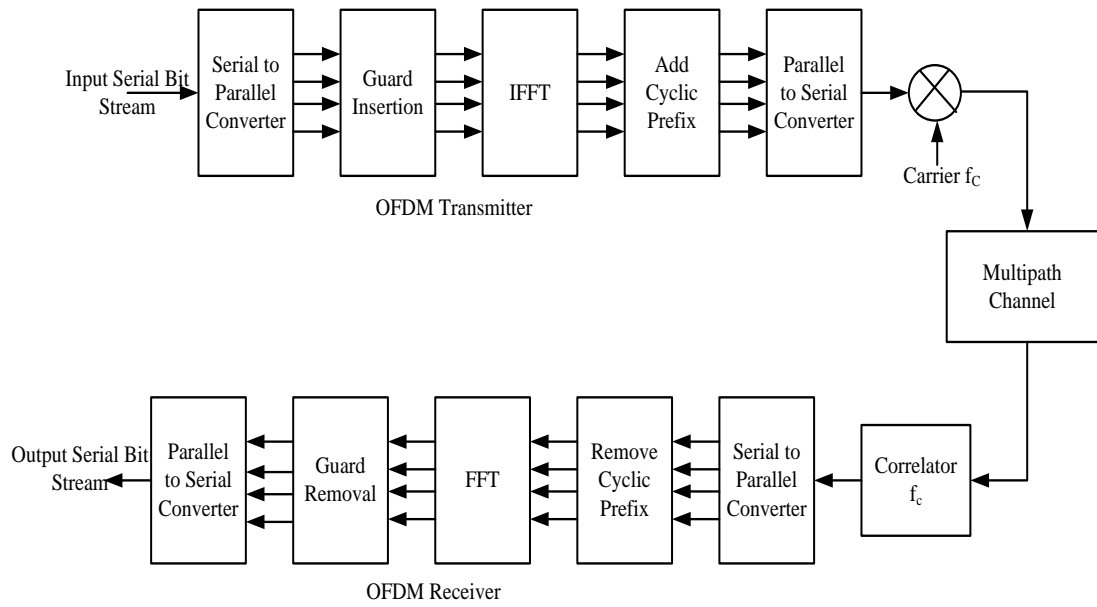 Input Serial Bit
Stream
Serial to
Parallel
Converter
Guard
Insertion
IFFT
Add
Cyclic
Prefix
Parallel
to Serial
Converter
Carrier fC
OFDM Transmitter
Multipath
Channel
Output Serial Bit
Stream
Parallel
to Serial
Converter
Guard
Removal
FFT
Remove
Cyclic
Prefix
Serial to
Parallel
Converter
Correlator
fc
OFDM Receiver